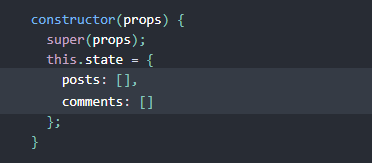 constructor(props) {
super(props);
this.state = {
posts: [],
comments: []
};
}